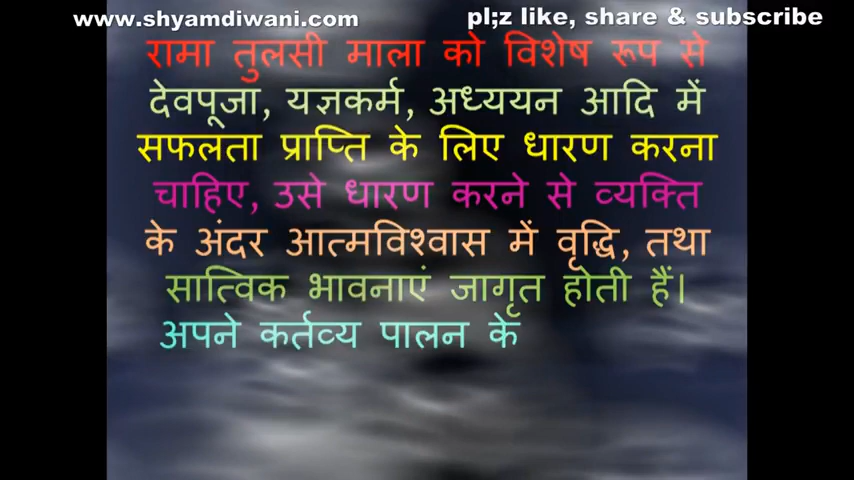 www.shyamdiwani.com
pl;z like, share & subscribe
रामा तुलसी माला को विशेष रूप से
देवपूजा, यज्ञकर्म, अध्ययन आदि में
सफलता प्राप्ति के लिए धारण करना
चाहिए, उसे धारण करने से व्यक्ति
के अंदर आत्मविश्वास में वृद्धि, तथा
सात्विक भावनाएं जागृत होती हैं।
अपने कर्तव्य पालन के